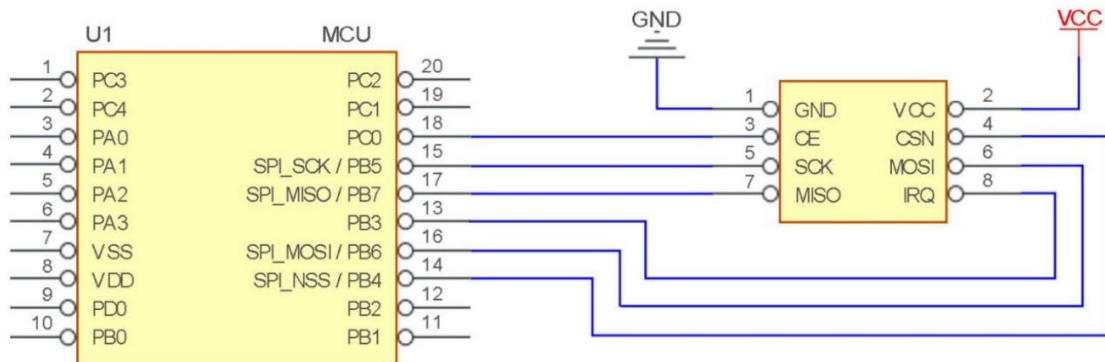 GND
VCC
U1 MCU
1 PC3 PC2 20
2 PC4 PC1 19
3 PA0 PC0 18
4 PA1 SPI_SCK / PB5 15
5 PA2 SPI_MISO / PB7 17
6 PA3 PB3 13
7 VSS SPI_MOSI / PB6 16
8 VDD SPI_NSS / PB4 14
9 PD0 PB2 12
10 PB0 PB1 11
1 GND VCC 2
3 CE CSN 4
5 SCK MOSI 6
7 MISO IRQ 8